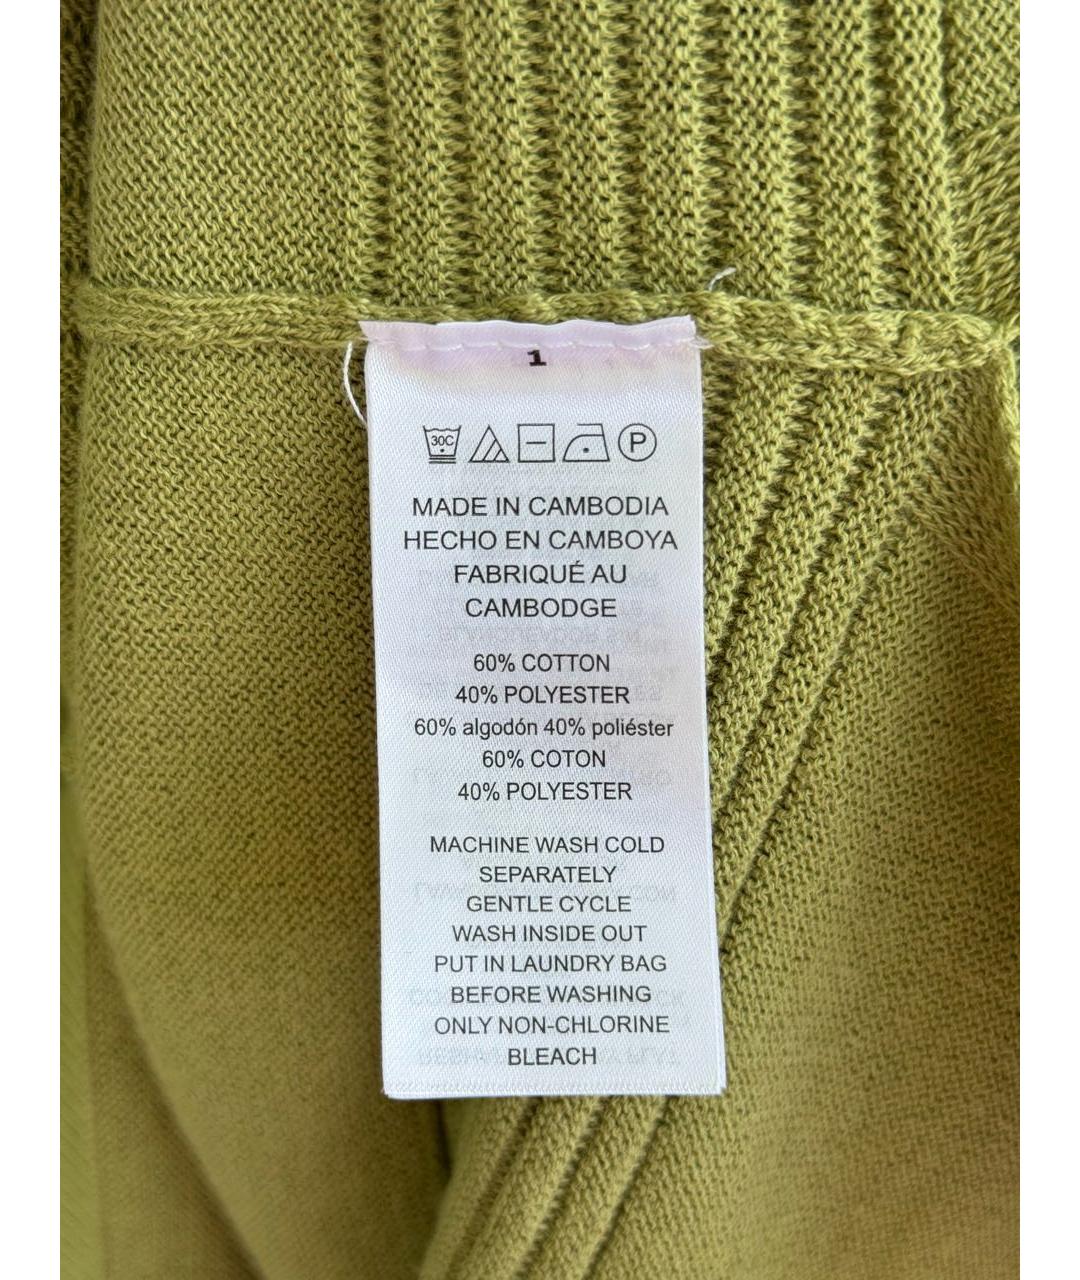 1
30C
P
MADE IN CAMBODIA
HECHO EN CAMBOYA
FABRIQUÉ AU
CAMBODGE
60% COTTON
40% POLYESTER
60% algodón 40% poliéster
60% COTON
40% POLYESTER
MACHINE WASH COLD
SEPARATELY
GENTLE CYCLE
WASH INSIDE OUT
PUT IN LAUNDRY BAG
BEFORE WASHING
ONLY NON-CHLORINE
BLEACH